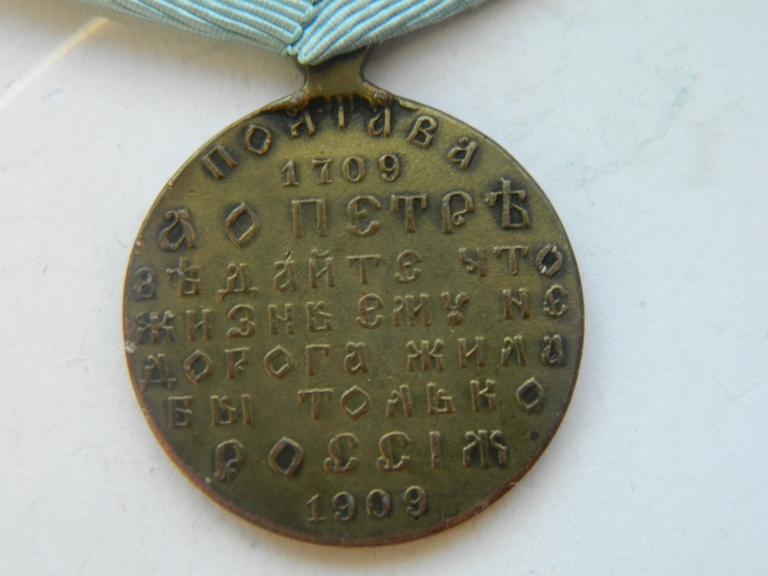 ПОЛТАВА
1709
А О ПЕТРѢ
ВѢДАЙТЕ ЧТО
ЖИЗНЬ ЕМУ НЕ
ДОРОГА ЖИЛА
БЫ ТОЛЬКО
РОССІЯ
1909